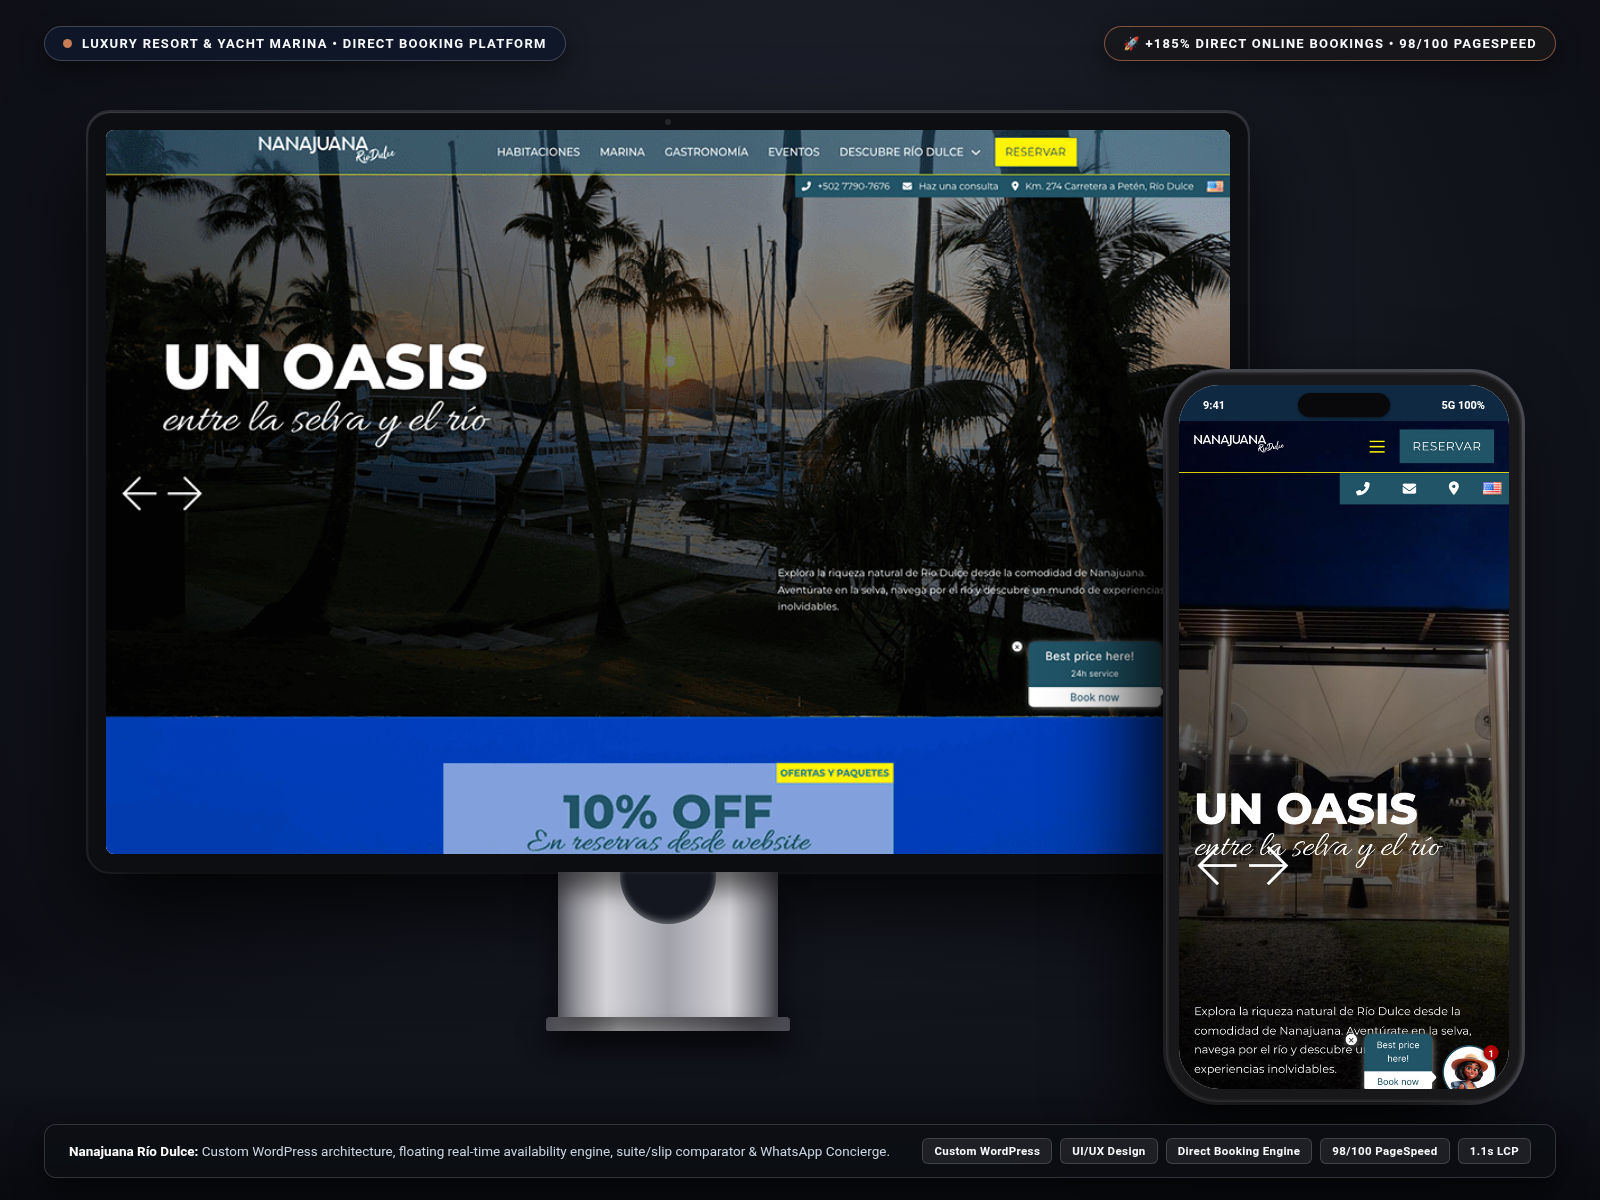 LUXURY RESORT & YACHT MARINA • DIRECT BOOKING PLATFORM
🚀 +185% DIRECT ONLINE BOOKINGS • 98/100 PAGESPEED
NANAJUANA
Río Dulce
HABITACIONES MARINA GASTRONOMÍA EVENTOS DESCUBRE RÍO DULCE RESERVAR
+502 7790-7676 Haz una consulta Km. 274 Carretera a Petén, Río Dulce
UN OASIS
entre la selva y el río
Explora la riqueza natural de Río Dulce desde la comodidad de Nanajuana.
Aventúrate en la selva, navega por el río y descubre un mundo de experiencias
inolvidables.
Best price here!
24h service
Book now
OFERTAS Y PAQUETES
10% OFF
En reservas desde website
9:41 5G 100%
NANAJUANA
Río Dulce
RESERVAR
UN OASIS
entre la selva y el río
Explora la riqueza natural de Río Dulce desde la
comodidad de Nanajuana. Aventúrate en la selva,
navega por el río y descubre
experiencias inolvidables.
Best price
here!
Book now
1
Nanajuana Río Dulce: Custom WordPress architecture, floating real-time availability engine, suite/slip comparator & WhatsApp Concierge.
Custom WordPress UI/UX Design Direct Booking Engine 98/100 PageSpeed 1.1s LCP